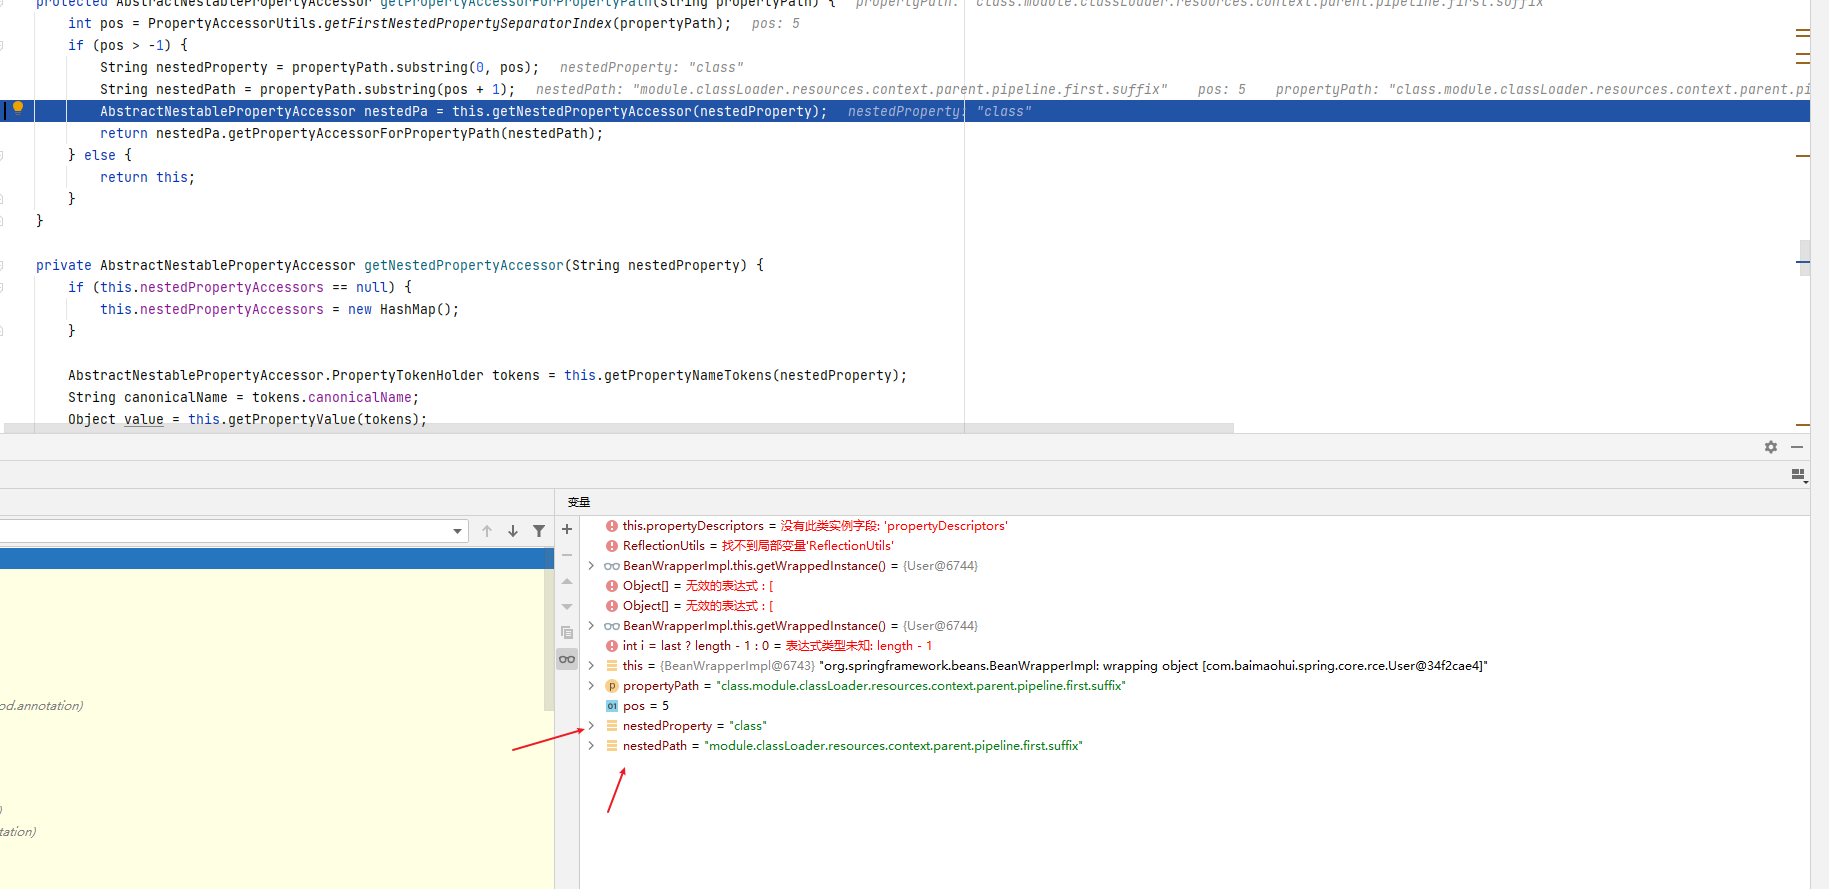 protected AbstractNestablePropertyAccessor getPropertyAccessorForPropertyPath(String propertyPath) {   propertyPath: "class.module.classLoader.resources.context.parent.pipeline.first.suffix"
int pos = PropertyAccessorUtils.getFirstNestedPropertySeparatorIndex(propertyPath);   pos: 5
if (pos > -1) {
String nestedProperty = propertyPath.substring(0, pos);   nestedProperty: "class"
String nestedPath = propertyPath.substring(pos + 1);   nestedPath: "module.classLoader.resources.context.parent.pipeline.first.suffix"   pos: 5   propertyPath: "class.module.classLoader.resources.context.parent.pi
AbstractNestablePropertyAccessor nestedPa = this.getNestedPropertyAccessor(nestedProperty);   nestedProperty: "class"
return nestedPa.getPropertyAccessorForPropertyPath(nestedPath);
} else {
return this;
}
}
private AbstractNestablePropertyAccessor getNestedPropertyAccessor(String nestedProperty) {
if (this.nestedPropertyAccessors == null) {
this.nestedPropertyAccessors = new HashMap();
}
AbstractNestablePropertyAccessor.PropertyTokenHolder tokens = this.getPropertyNameTokens(nestedProperty);
String canonicalName = tokens.canonicalName;
Object value = this.getPropertyValue(tokens);
变量
this.propertyDescriptors = 没有此类实例字段: 'propertyDescriptors'
ReflectionUtils = 找不到局部变量'ReflectionUtils'
BeanWrapperImpl.this.getWrappedInstance() = {User@6744}
Object[] = 无效的表达式 : [
Object[] = 无效的表达式 : [
BeanWrapperImpl.this.getWrappedInstance() = {User@6744}
int i = last ? length - 1 : 0 = 表达式类型未知: length - 1
this = {BeanWrapperImpl@6743} "org.springframework.beans.BeanWrapperImpl: wrapping object [com.baimaohui.spring.core.rce.User@34f2cae4]"
p propertyPath = "class.module.classLoader.resources.context.parent.pipeline.first.suffix"
01 pos = 5
nestedProperty = "class"
nestedPath = "module.classLoader.resources.context.parent.pipeline.first.suffix"
od.annotation)
)
tation)